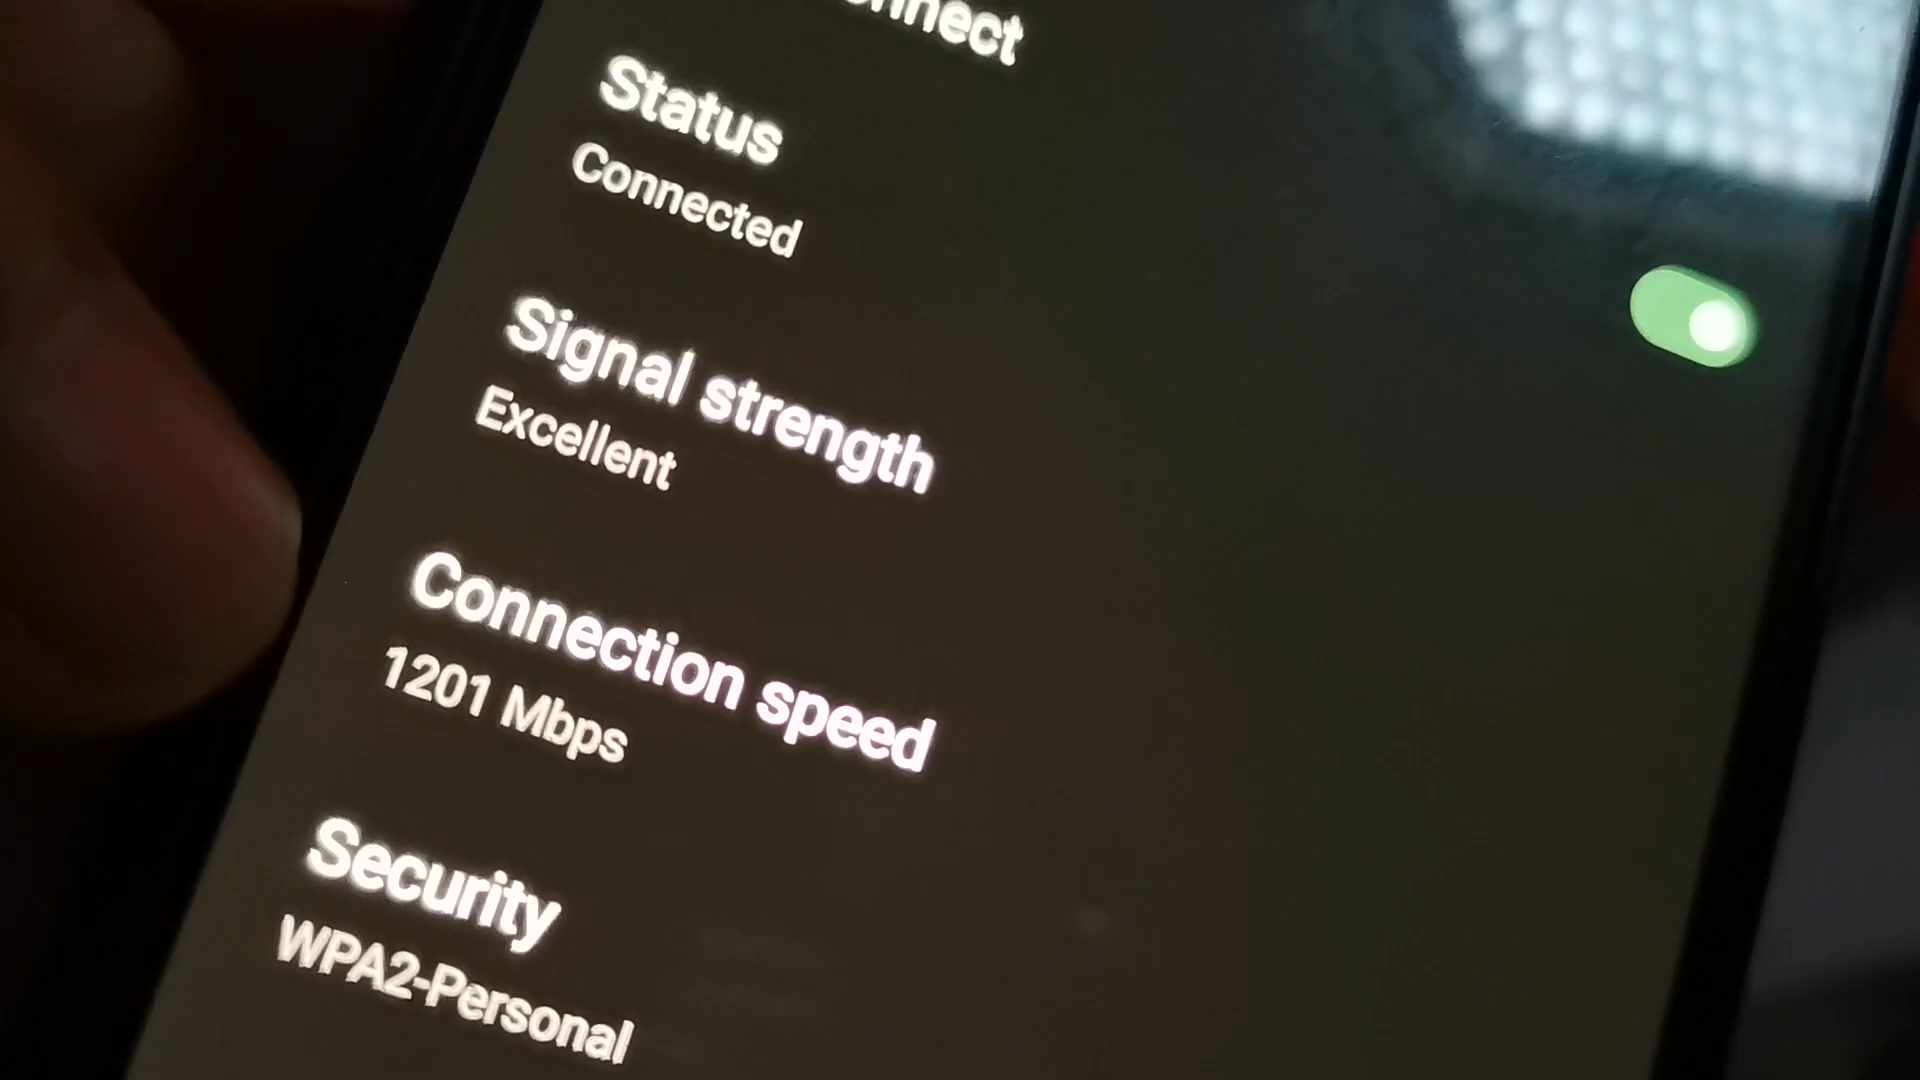 Status
Connected
Signal strength
Excellent
Connection speed
1201 Mbps
Security
WPA2-Personal